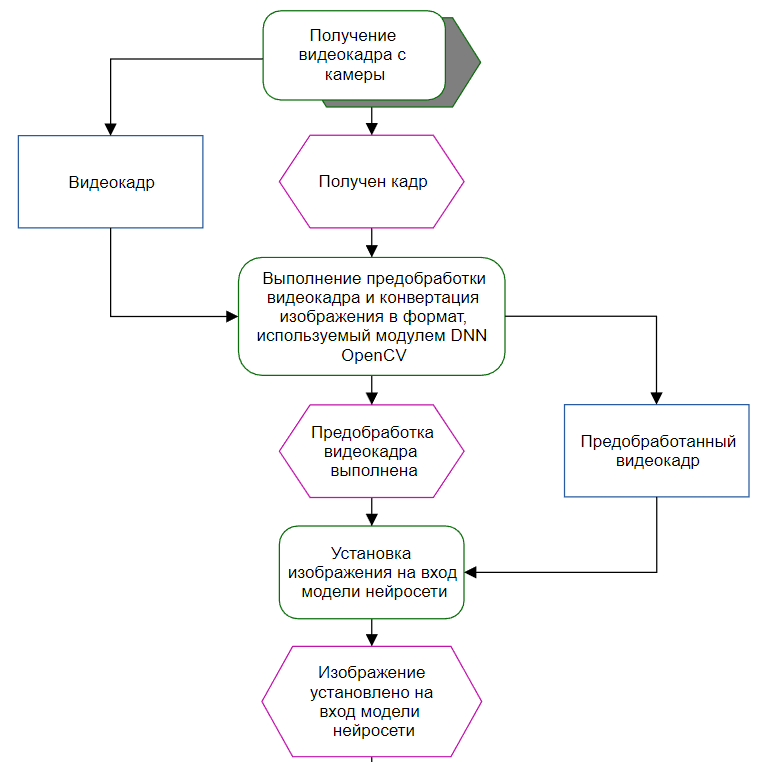 Получение
видеокадра с
камеры
Видеокадр
Получен кадр
Выполнение предобработки
видеокадра и конвертация
изображения в формат,
используемый модулем DNN
OpenCV
Предобработка
видеокадра
выполнена
Предобработанный
видеокадр
Установка
изображения на вход
модели нейросети
Изображение
установлено на
вход модели
нейросети